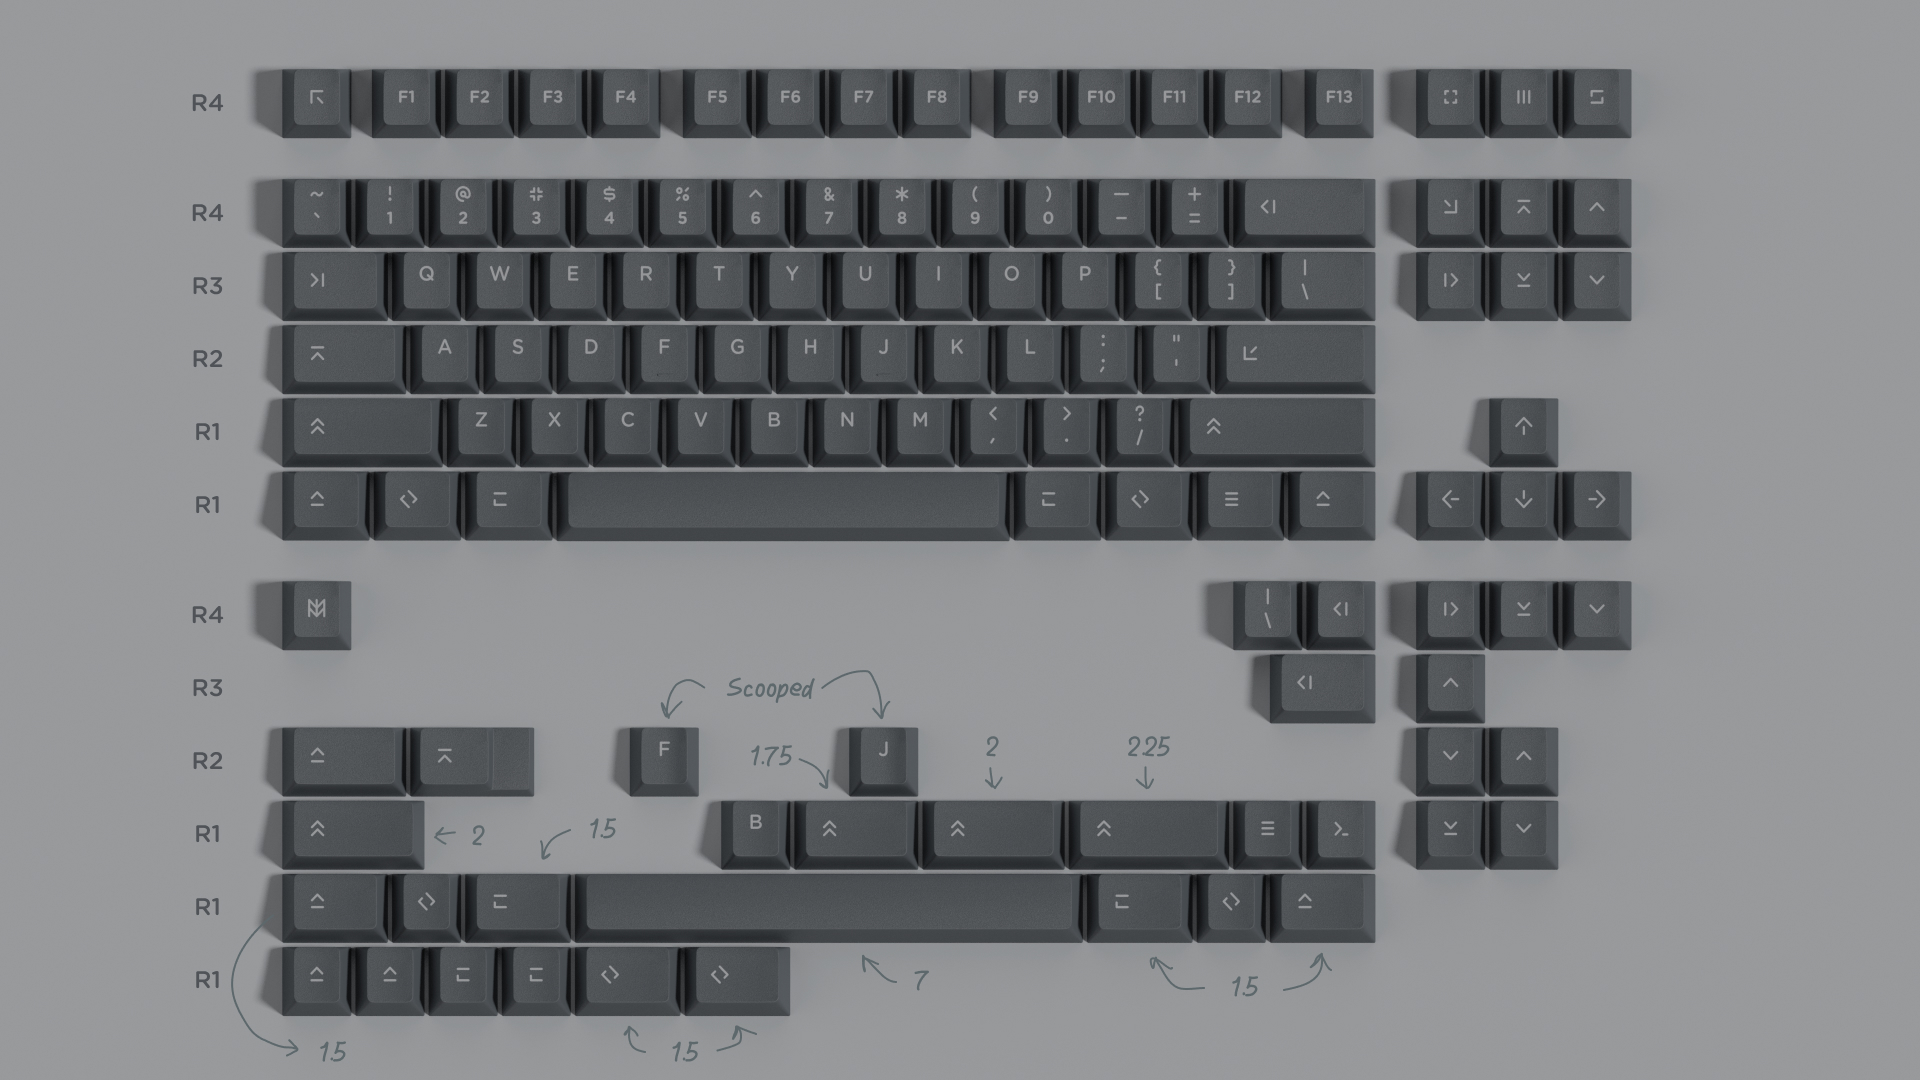 R4 F1 F2 F3 F4 F5 F6 F7 F8 F9 F10 F11 F12 F13
R4 ~ ` ! 1 @ 2 # 3 $ 4 % 5 ^ 6 & 7 * 8 ( 9 ) 0 — - + =
R3 Q W E R T Y U I O P { [ } ] | \
R2 A S D F G H J K L : ; " '
R1 Z X C V B N M < , > . ? /
R1
R4 | \
R3
Scooped
R2 F 1.75 J 2 2.25
R1 2 1.5 B
R1
R1 7 1.5
1.5 1.5